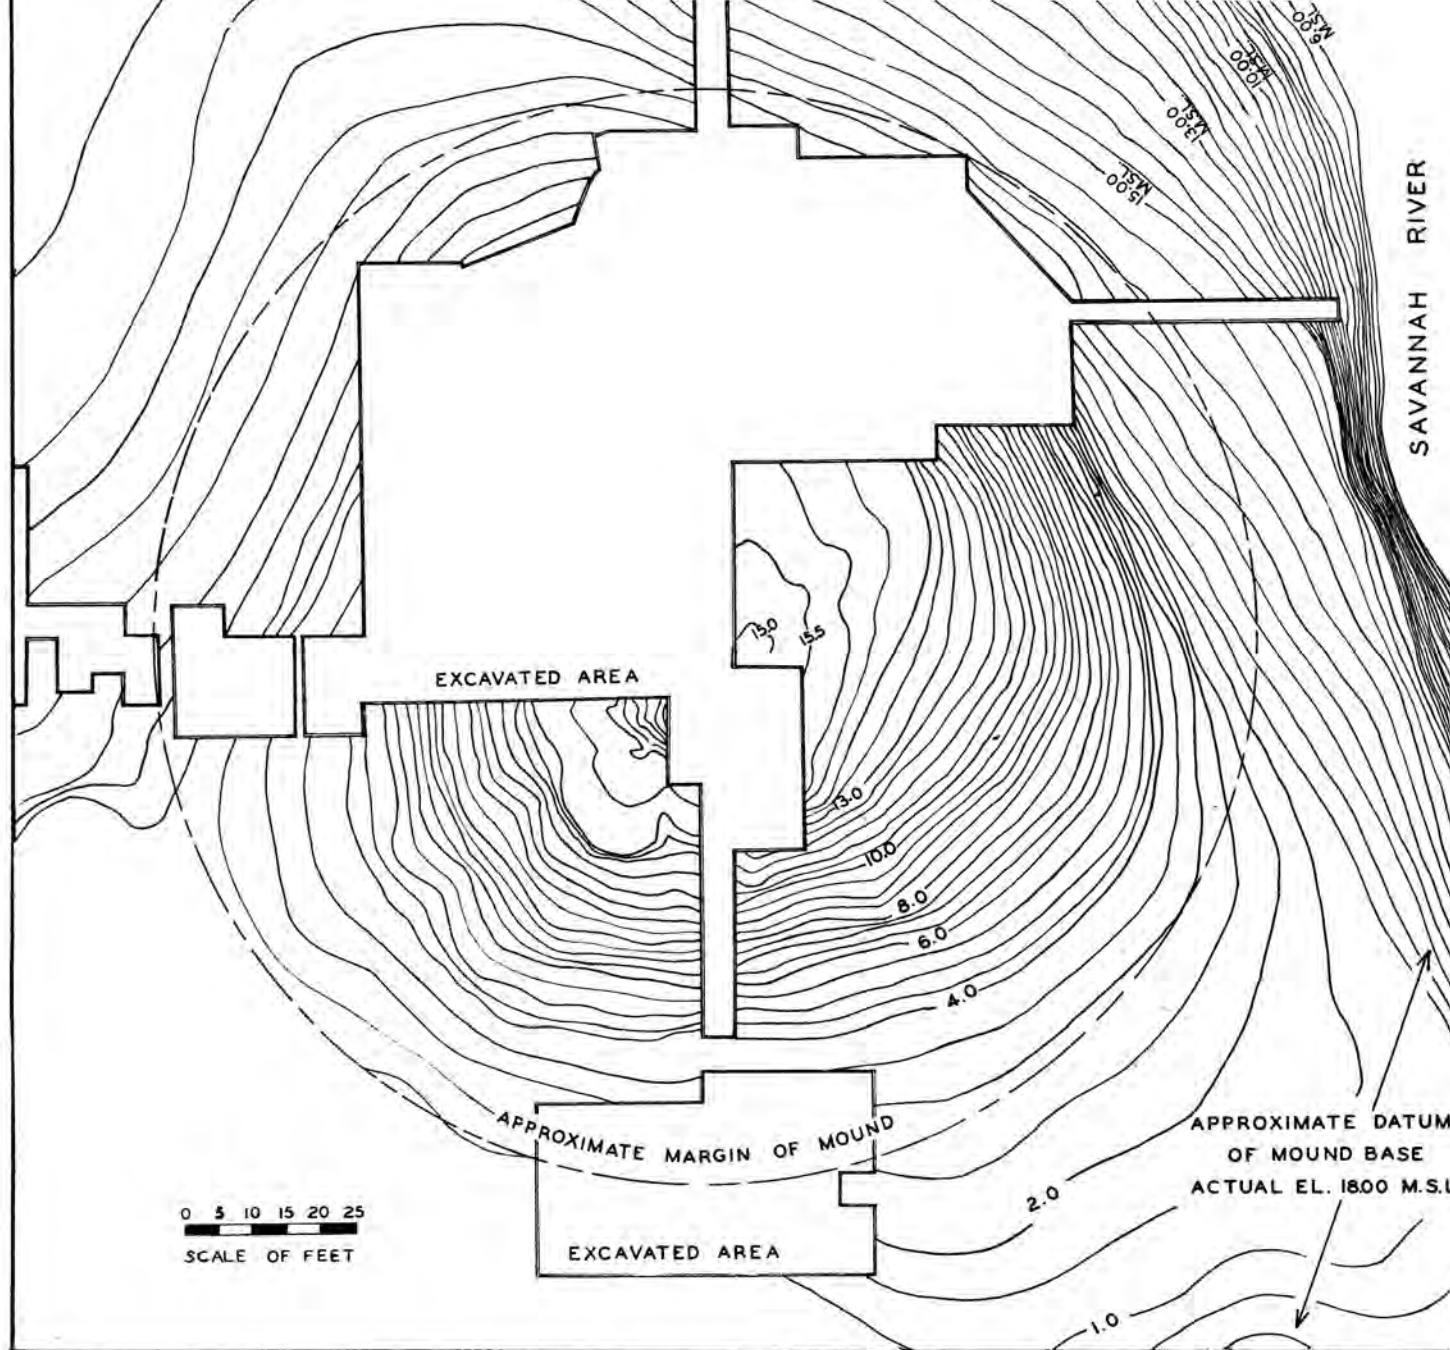 6.00
M.S.L.
10.00
M.S.L.
13.00
M.S.L.
15.00
M.S.L.
SAVANNAH RIVER
15.0
15.5
EXCAVATED AREA
13.0
10.0
8.0
6.0
4.0
APPROXIMATE MARGIN OF MOUND
APPROXIMATE DATUM
OF MOUND BASE
ACTUAL EL. 18.00 M.S.L
2.0
0 5 10 15 20 25
SCALE OF FEET
EXCAVATED AREA
1.0